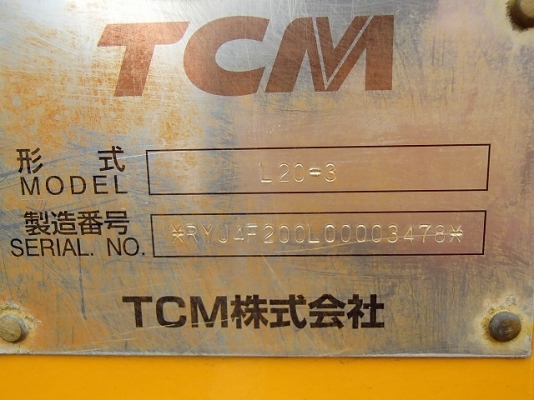 TCM
形式 L20-3
MODEL
製造番号 *RYJ4F200L00003478*
SERIAL. NO.
TCM株式会社